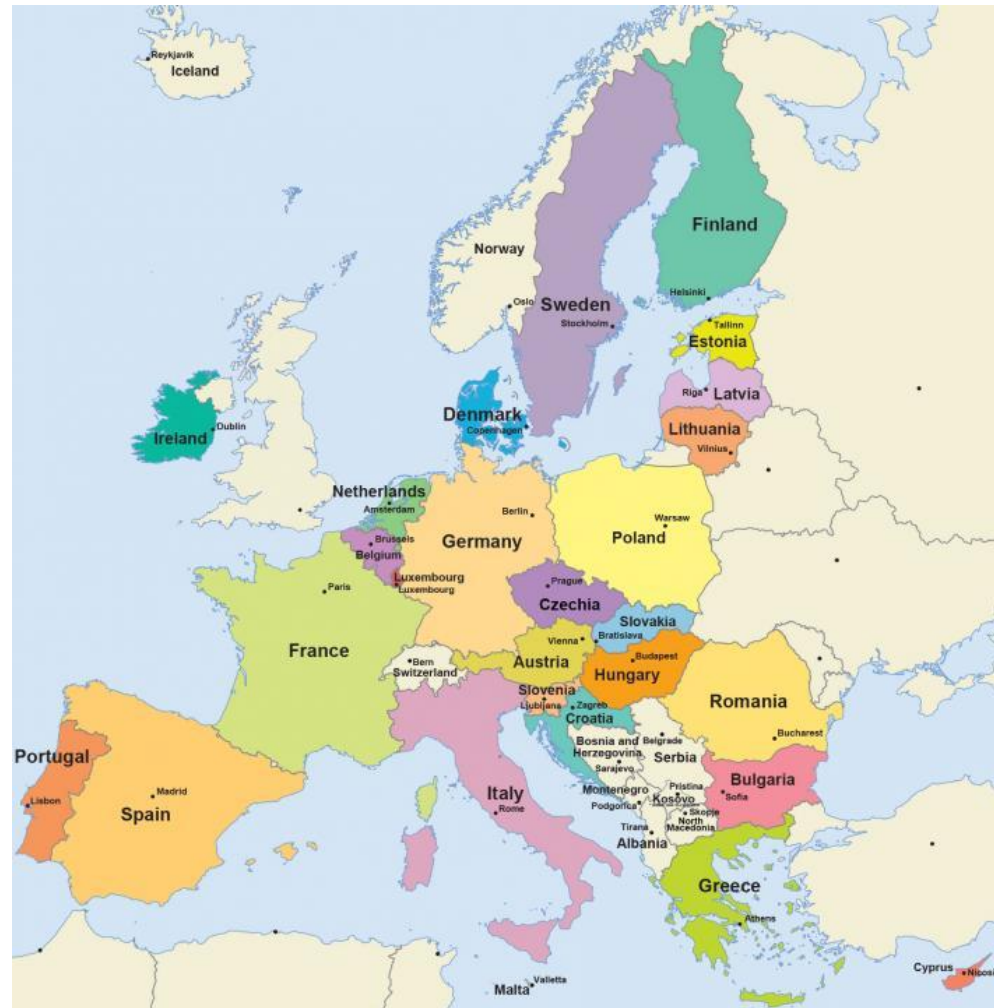 Reykjavik
Iceland
Norway
Oslo
Finland
Helsinki
Sweden
Stockholm
Tallinn
Estonia
Riga
Latvia
Lithuania
Vilnius
Denmark
Copenhagen
Dublin
Ireland
Netherlands
Amsterdam
Berlin
Germany
Warsaw
Poland
Brussels
Belgium
Luxembourg
Luxembourg
Paris
France
Prague
Czechia
Slovakia
Bratislava
Vienna
Austria
Budapest
Hungary
Bern
Switzerland
Slovenia
Ljubljana
Zagreb
Croatia
Romania
Bucharest
Bosnia and
Herzegovina
Sarajevo
Belgrade
Serbia
Portugal
Lisbon
Madrid
Spain
Italy
Rome
Montenegro
Podgorica
Pristina
Kosovo
Bulgaria
Sofia
Skopje
North
Macedonia
Tirana
Albania
Greece
Athens
Valletta
Malta
Cyprus
Nicosi